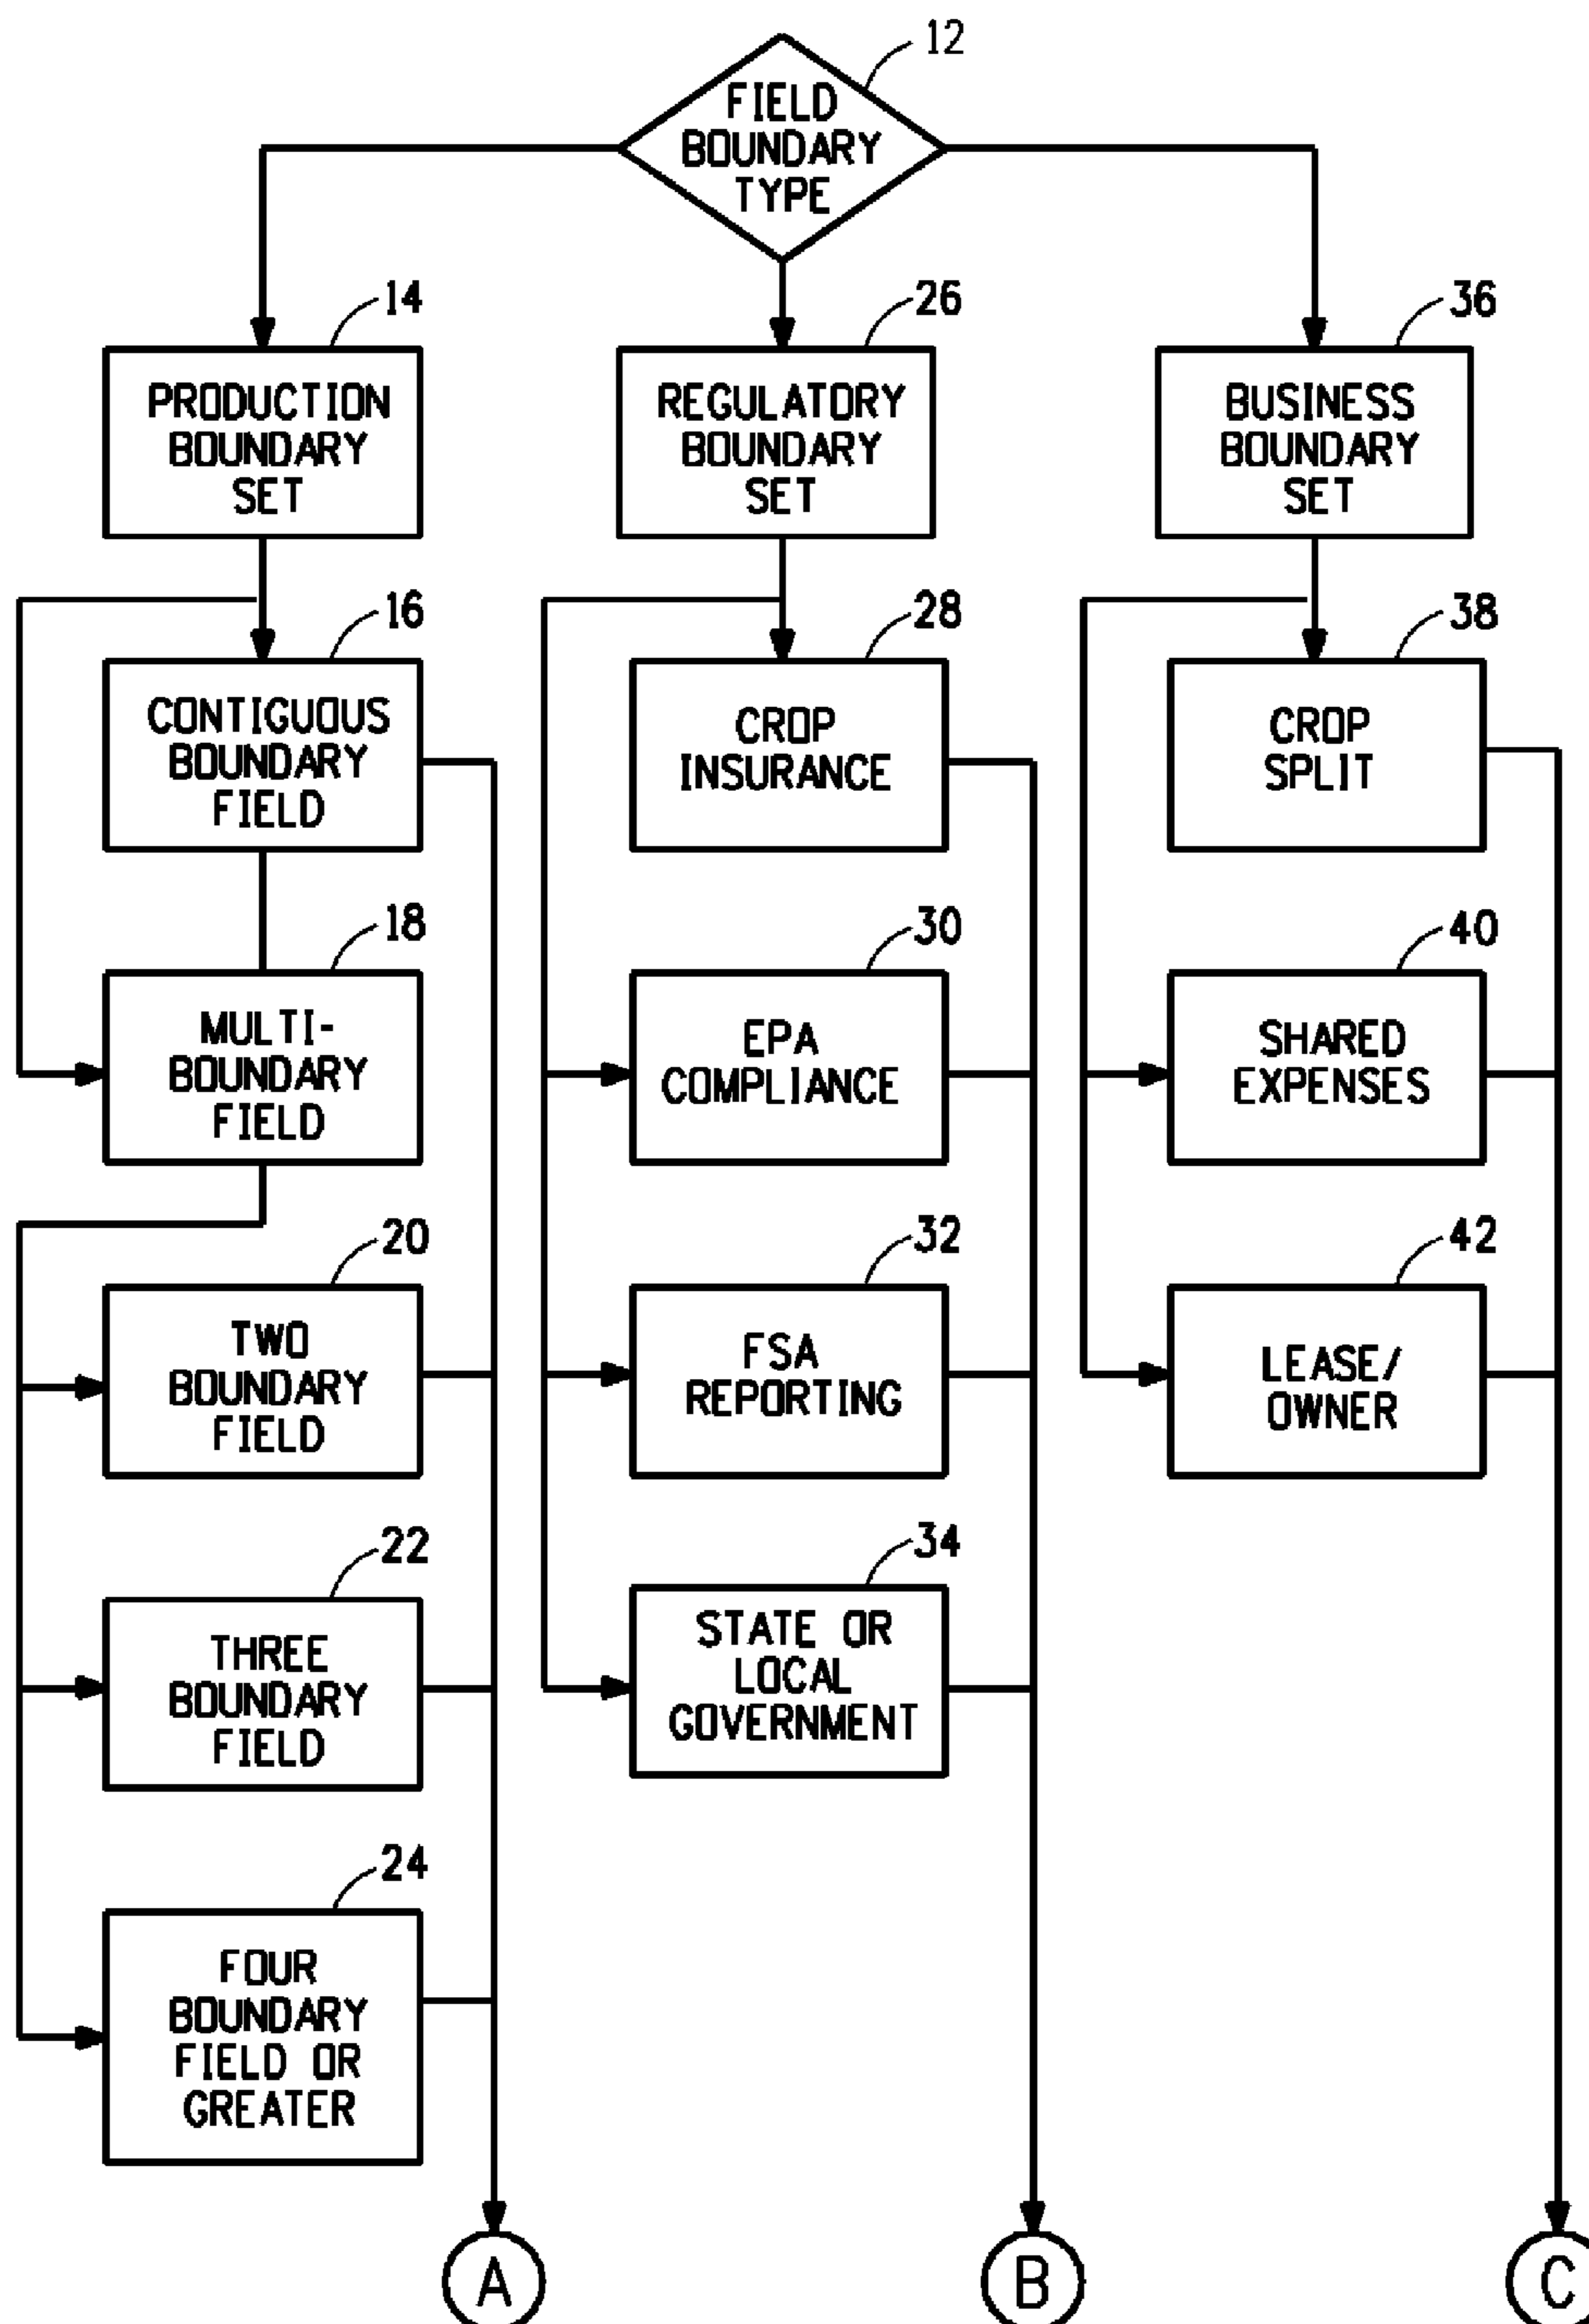 12
FIELD
BOUNDARY
TYPE
14
PRODUCTION
BOUNDARY
SET
26
REGULATORY
BOUNDARY
SET
36
BUSINESS
BOUNDARY
SET
16
CONTIGUOUS
BOUNDARY
FIELD
28
CROP
INSURANCE
38
CROP
SPLIT
18
MULTI-
BOUNDARY
FIELD
30
EPA
COMPLIANCE
40
SHARED
EXPENSES
20
TWO
BOUNDARY
FIELD
32
FSA
REPORTING
42
LEASE/
OWNER
22
THREE
BOUNDARY
FIELD
34
STATE OR
LOCAL
GOVERNMENT
24
FOUR
BOUNDARY
FIELD OR
GREATER
A
B
C